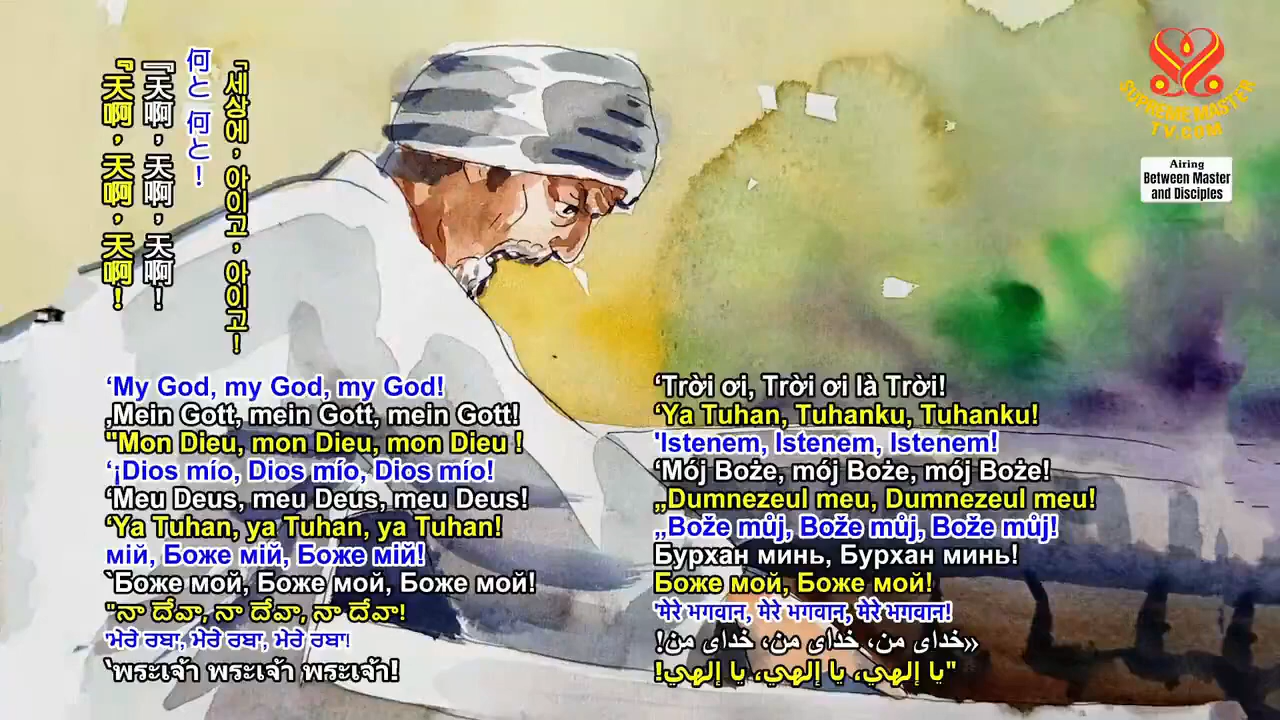 「세상에, 아이고, 아이고!
何と 何と！
『天啊，天啊，天啊！
『天啊，天啊，天啊！
SUPREME MASTER
TV.COM
Airing
Between Master
and Disciples
‘My God, my God, my God!
‚Mein Gott, mein Gott, mein Gott!
"Mon Dieu, mon Dieu, mon Dieu !
‘¡Dios mío, Dios mío, Dios mío!
‘Meu Deus, meu Deus, meu Deus!
‘Ya Tuhan, ya Tuhan, ya Tuhan!
мій, Боже мій, Боже мій!
‵Боже мой, Боже мой, Боже мой!
"నా దేవా, నా దేవా, నా దేవా!
'ਮੇਰੇ ਰਬਾ, ਮੇਰੇ ਰਬਾ, ਮੇਰੇ ਰਬਾ!
‵พระเจ้า พระเจ้า พระเจ้า!
‘Trời ơi, Trời ơi là Trời!
‘Ya Tuhan, Tuhanku, Tuhanku!
'Istenem, Istenem, Istenem!
‘Mój Boże, mój Boże, mój Boże!
„Dumnezeul meu, Dumnezeul meu!
„Bože můj, Bože můj, Bože můj!
Бурхан минь, Бурхан минь!
Боже мой, Боже мой!
'मेरे भगवान, मेरे भगवान, मेरे भगवान!
»خدای من، خدای من، خدای من!
"يا إلهي، يا إلهي، يا إلهي!